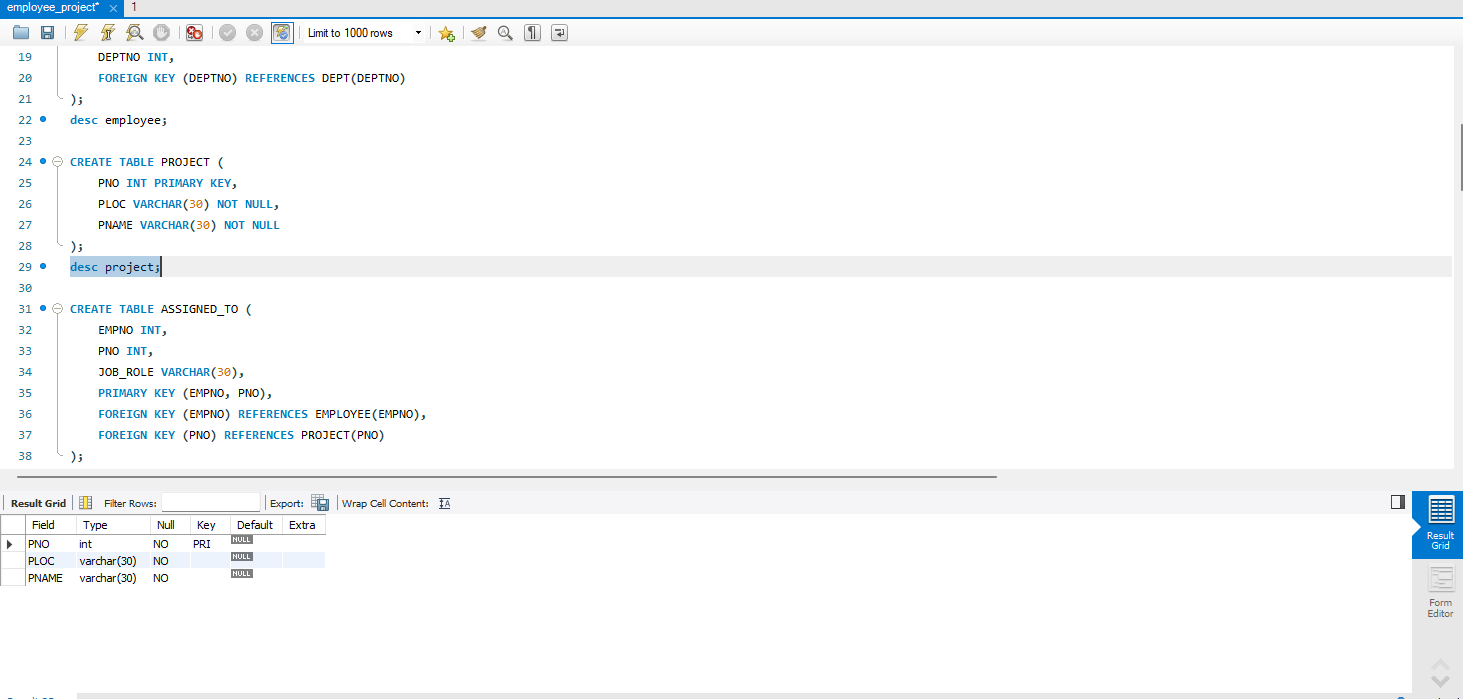 employee_project* × 1
Limit to 1000 rows
19 DEPTNO INT,
20 FOREIGN KEY (DEPTNO) REFERENCES DEPT(DEPTNO)
21 );
22 desc employee;
23
24 CREATE TABLE PROJECT (
25 PNO INT PRIMARY KEY,
26 PLOC VARCHAR(30) NOT NULL,
27 PNAME VARCHAR(30) NOT NULL
28 );
29 desc project;
30
31 CREATE TABLE ASSIGNED_TO (
32 EMPNO INT,
33 PNO INT,
34 JOB_ROLE VARCHAR(30),
35 PRIMARY KEY (EMPNO, PNO),
36 FOREIGN KEY (EMPNO) REFERENCES EMPLOYEE(EMPNO),
37 FOREIGN KEY (PNO) REFERENCES PROJECT(PNO)
38 );
Result Grid Filter Rows: Export: Wrap Cell Content:
Field Type Null Key Default Extra
PNO int NO PRI NULL
PLOC varchar(30) NO NULL
PNAME varchar(30) NO NULL
Result
Grid
Form
Editor